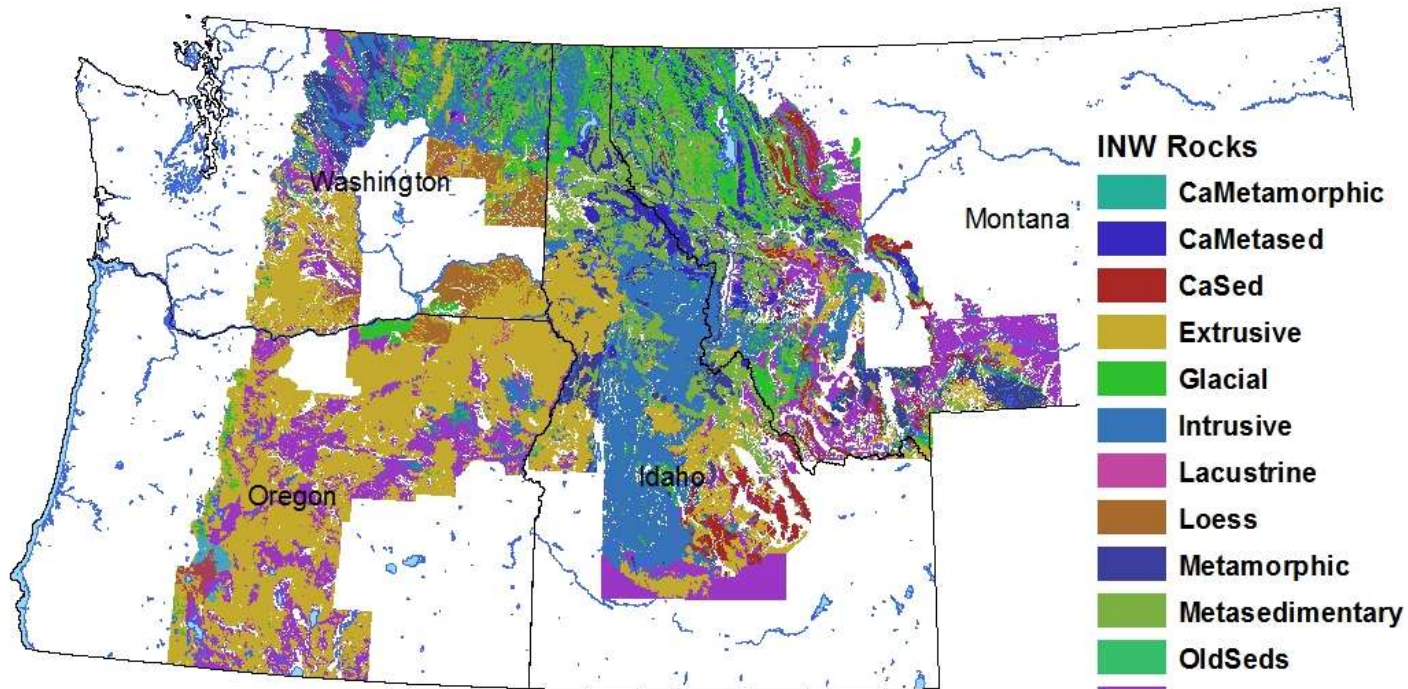 Washington
Montana
Oregon
Idaho
INW Rocks
CaMetamorphic
CaMetased
CaSed
Extrusive
Glacial
Intrusive
Lacustrine
Loess
Metamorphic
Metasedimentary
OldSeds